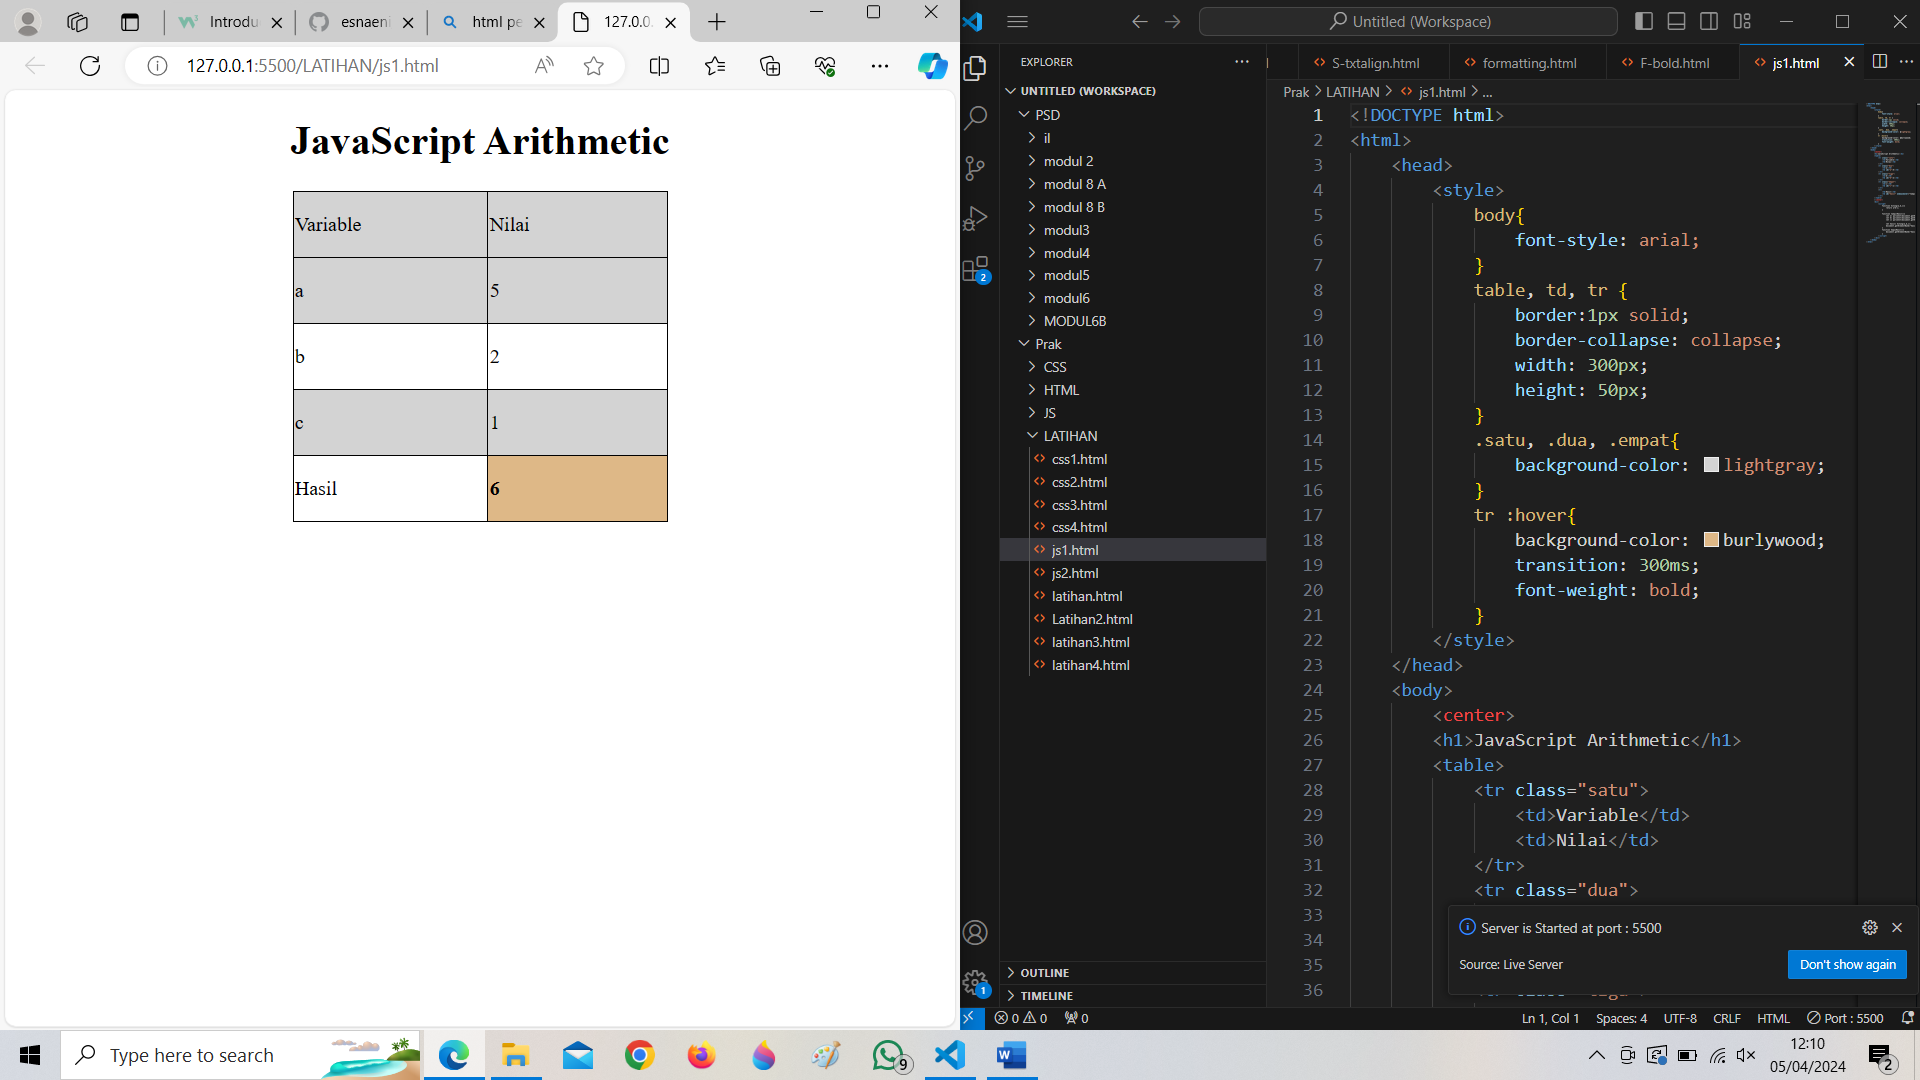 Introdu
esnaeni
html pe
127.0.0.
127.0.0.1:5500/LATIHAN/js1.html
JavaScript Arithmetic
Variable Nilai
a 5
b 2
c 1
Hasil 6
Untitled (Workspace)
EXPLORER
UNTITLED (WORKSPACE)
PSD
il
modul 2
modul 8 A
modul 8 B
modul3
modul4
modul5
modul6
MODUL6B
Prak
CSS
HTML
JS
LATIHAN
css1.html
css2.html
css3.html
css4.html
js1.html
js2.html
latihan.html
Latihan2.html
latihan3.html
latihan4.html
OUTLINE
TIMELINE
2
1
S-txtalign.html
formatting.html
F-bold.html
js1.html
Prak > LATIHAN > js1.html > ...
1 <!DOCTYPE html>
2 <html>
3 <head>
4 <style>
5 body{
6 font-style: arial;
7 }
8 table, td, tr {
9 border:1px solid;
10 border-collapse: collapse;
11 width: 300px;
12 height: 50px;
13 }
14 .satu, .dua, .empat{
15 background-color: lightgray;
16 }
17 tr :hover{
18 background-color: burlywood;
19 transition: 300ms;
20 font-weight: bold;
21 }
22 </style>
23 </head>
24 <body>
25 <center>
26 <h1>JavaScript Arithmetic</h1>
27 <table>
28 <tr class="satu">
29 <td>Variable</td>
30 <td>Nilai</td>
31 </tr>
32 <tr class="dua">
33
34
35
36
Server is Started at port : 5500
Source: Live Server
Don't show again
0 0 0
Ln 1, Col 1 Spaces: 4 UTF-8 CRLF HTML Port : 5500
Type here to search
9
12:10
05/04/2024
2